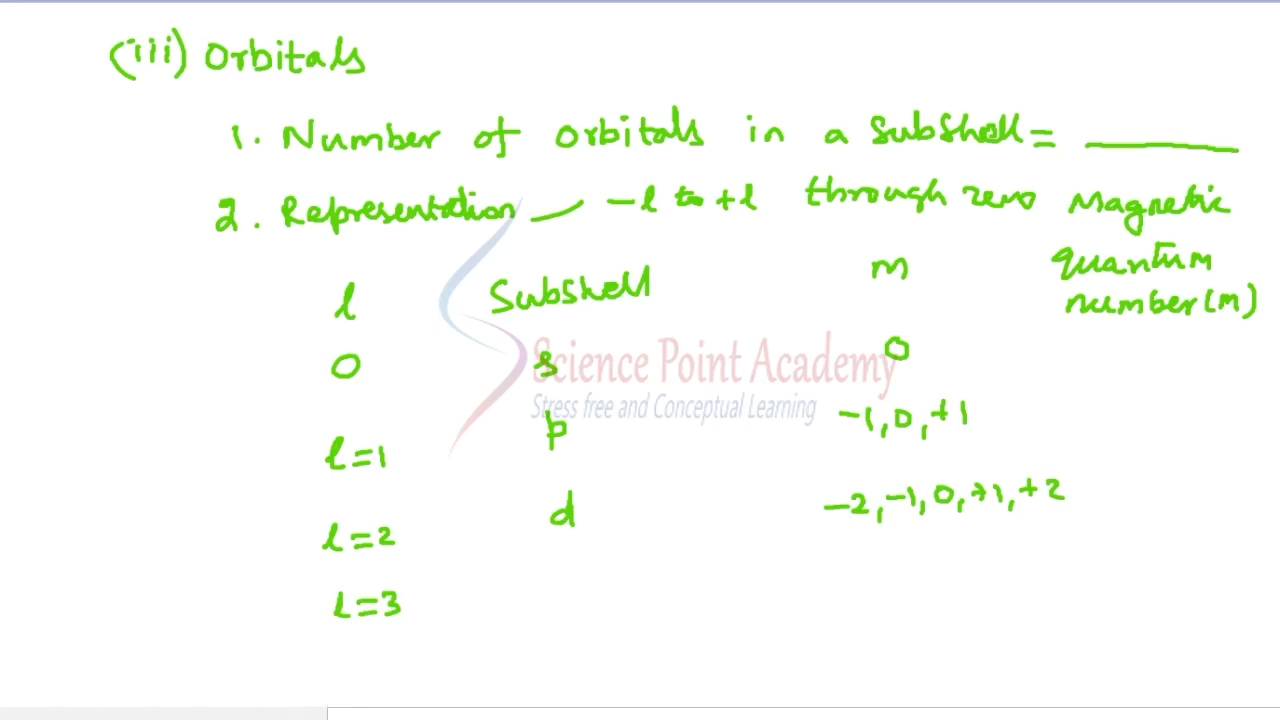 (iii) Orbitals
1. Number of orbitals in a subshell = ______
2. Representation — -l to +l through zero Magnetic
quantum
number(m)
l Subshell m
0 s 0
l=1 p -1, 0, +1
l=2 d -2, -1, 0, +1, +2
l=3
Science Point Academy
Stress free and Conceptual Learning